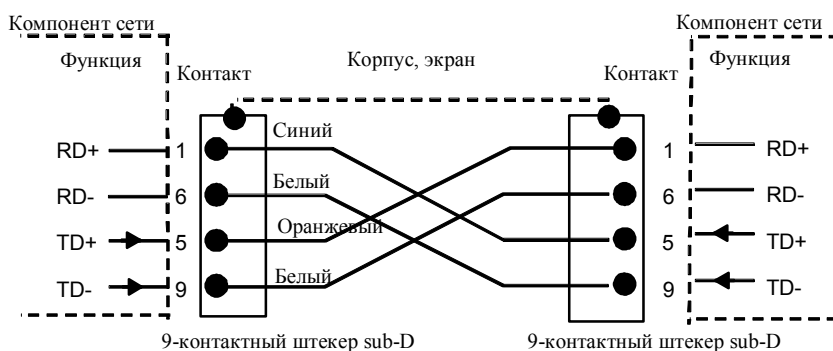 Компонент сети Компонент сети
Функция Контакт Корпус, экран Контакт Функция
Синий
RD+ 1 1 RD+
Белый
RD- 6 6 RD-
Оранжевый
TD+ 5 5 TD+
Белый
TD- 9 9 TD-
9-контактный штекер sub-D 9-контактный штекер sub-D